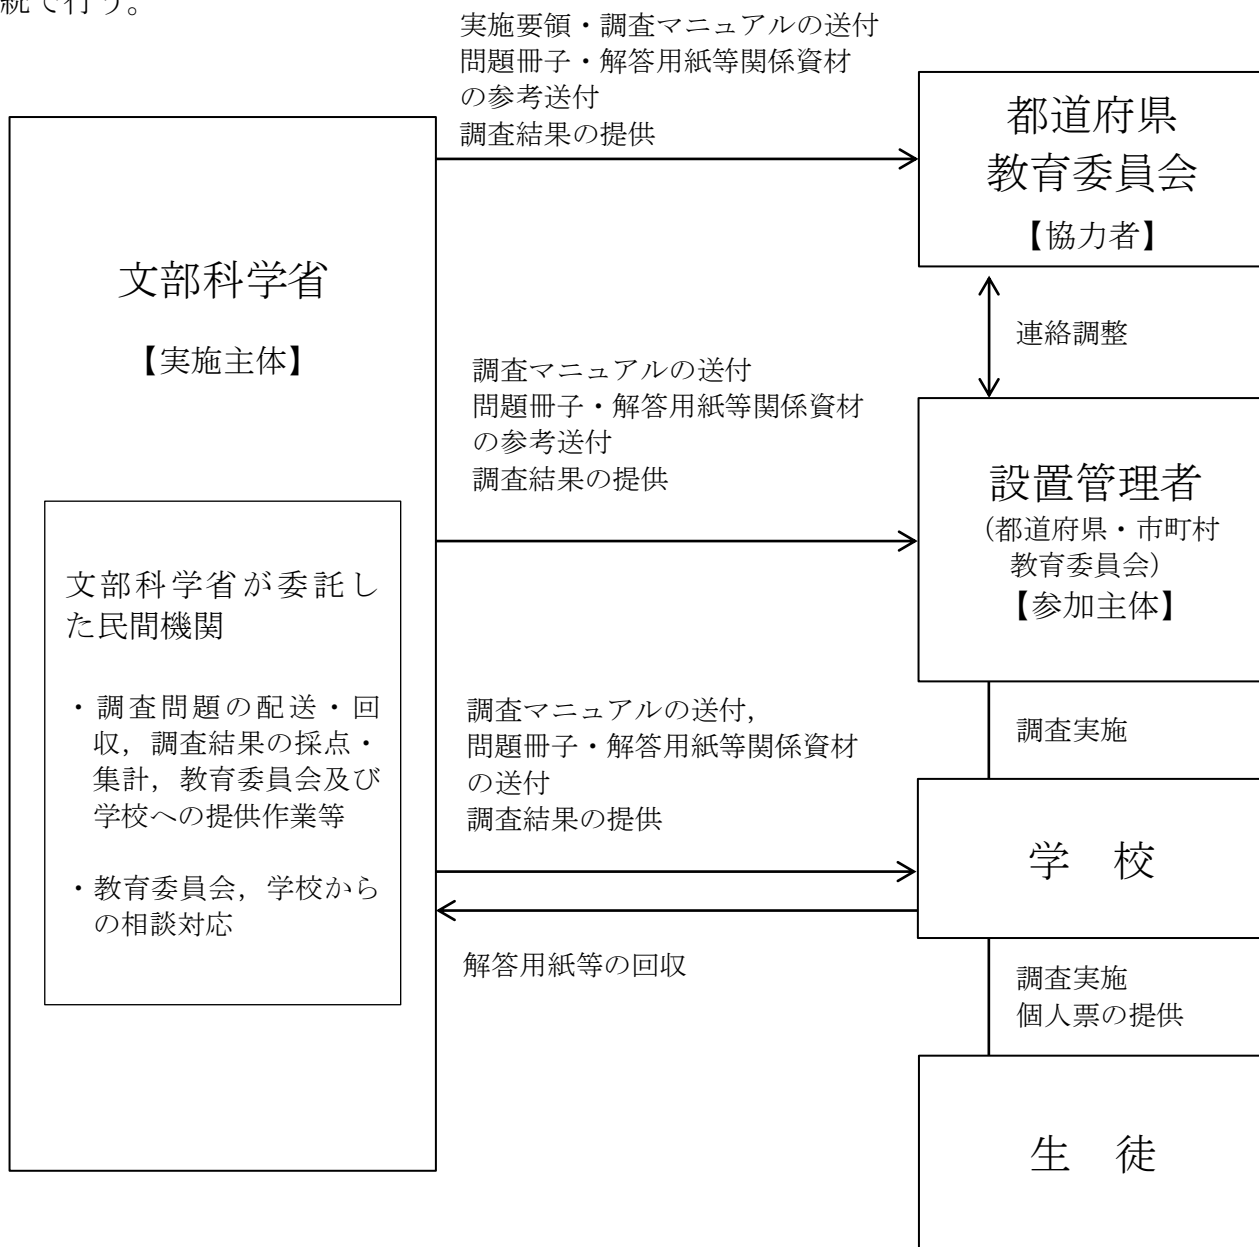 続で行う。
実施要領・調査マニュアルの送付
問題冊子・解答用紙等関係資材
の参考送付
調査結果の提供
都道府県
教育委員会
【協力者】
文部科学省
【実施主体】
連絡調整
調査マニュアルの送付
問題冊子・解答用紙等関係資材
の参考送付
調査結果の提供
設置管理者
（都道府県・市町村
教育委員会）
【参加主体】
文部科学省が委託し
た民間機関
・調査問題の配送・回
収，調査結果の採点・
集計，教育委員会及び
学校への提供作業等
・教育委員会，学校から
の相談対応
調査マニュアルの送付，
問題冊子・解答用紙等関係資材
の送付
調査結果の提供
調査実施
学　校
解答用紙等の回収
調査実施
個人票の提供
生　徒